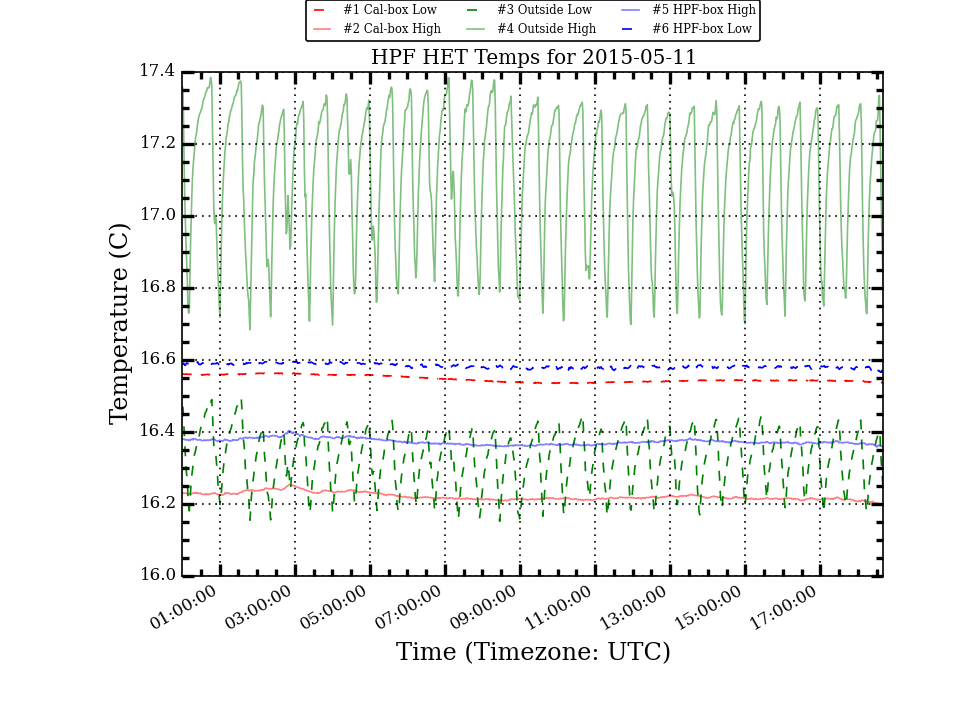 #1 Cal-box Low #3 Outside Low #5 HPF-box High
#2 Cal-box High #4 Outside High #6 HPF-box Low
HPF HET Temps for 2015-05-11
17.4
17.2
17.0
16.8
16.6
16.4
16.2
16.0
Temperature (C)
01:00:00 03:00:00 05:00:00 07:00:00 09:00:00 11:00:00 13:00:00 15:00:00 17:00:00
Time (Timezone: UTC)